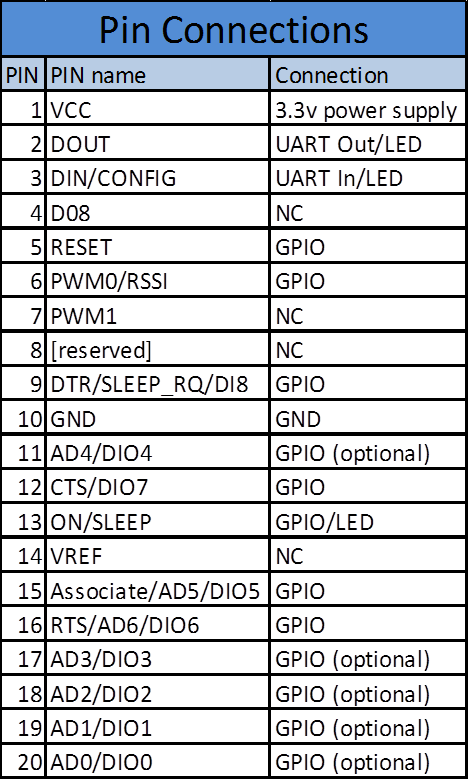 Pin Connections
PIN PIN name Connection
1 VCC 3.3v power supply
2 DOUT UART Out/LED
3 DIN/CONFIG UART In/LED
4 D08 NC
5 RESET GPIO
6 PWM0/RSSI GPIO
7 PWM1 NC
8 [reserved] NC
9 DTR/SLEEP_RQ/DI8 GPIO
10 GND GND
11 AD4/DIO4 GPIO (optional)
12 CTS/DIO7 GPIO
13 ON/SLEEP GPIO/LED
14 VREF NC
15 Associate/AD5/DIO5 GPIO
16 RTS/AD6/DIO6 GPIO
17 AD3/DIO3 GPIO (optional)
18 AD2/DIO2 GPIO (optional)
19 AD1/DIO1 GPIO (optional)
20 AD0/DIO0 GPIO (optional)